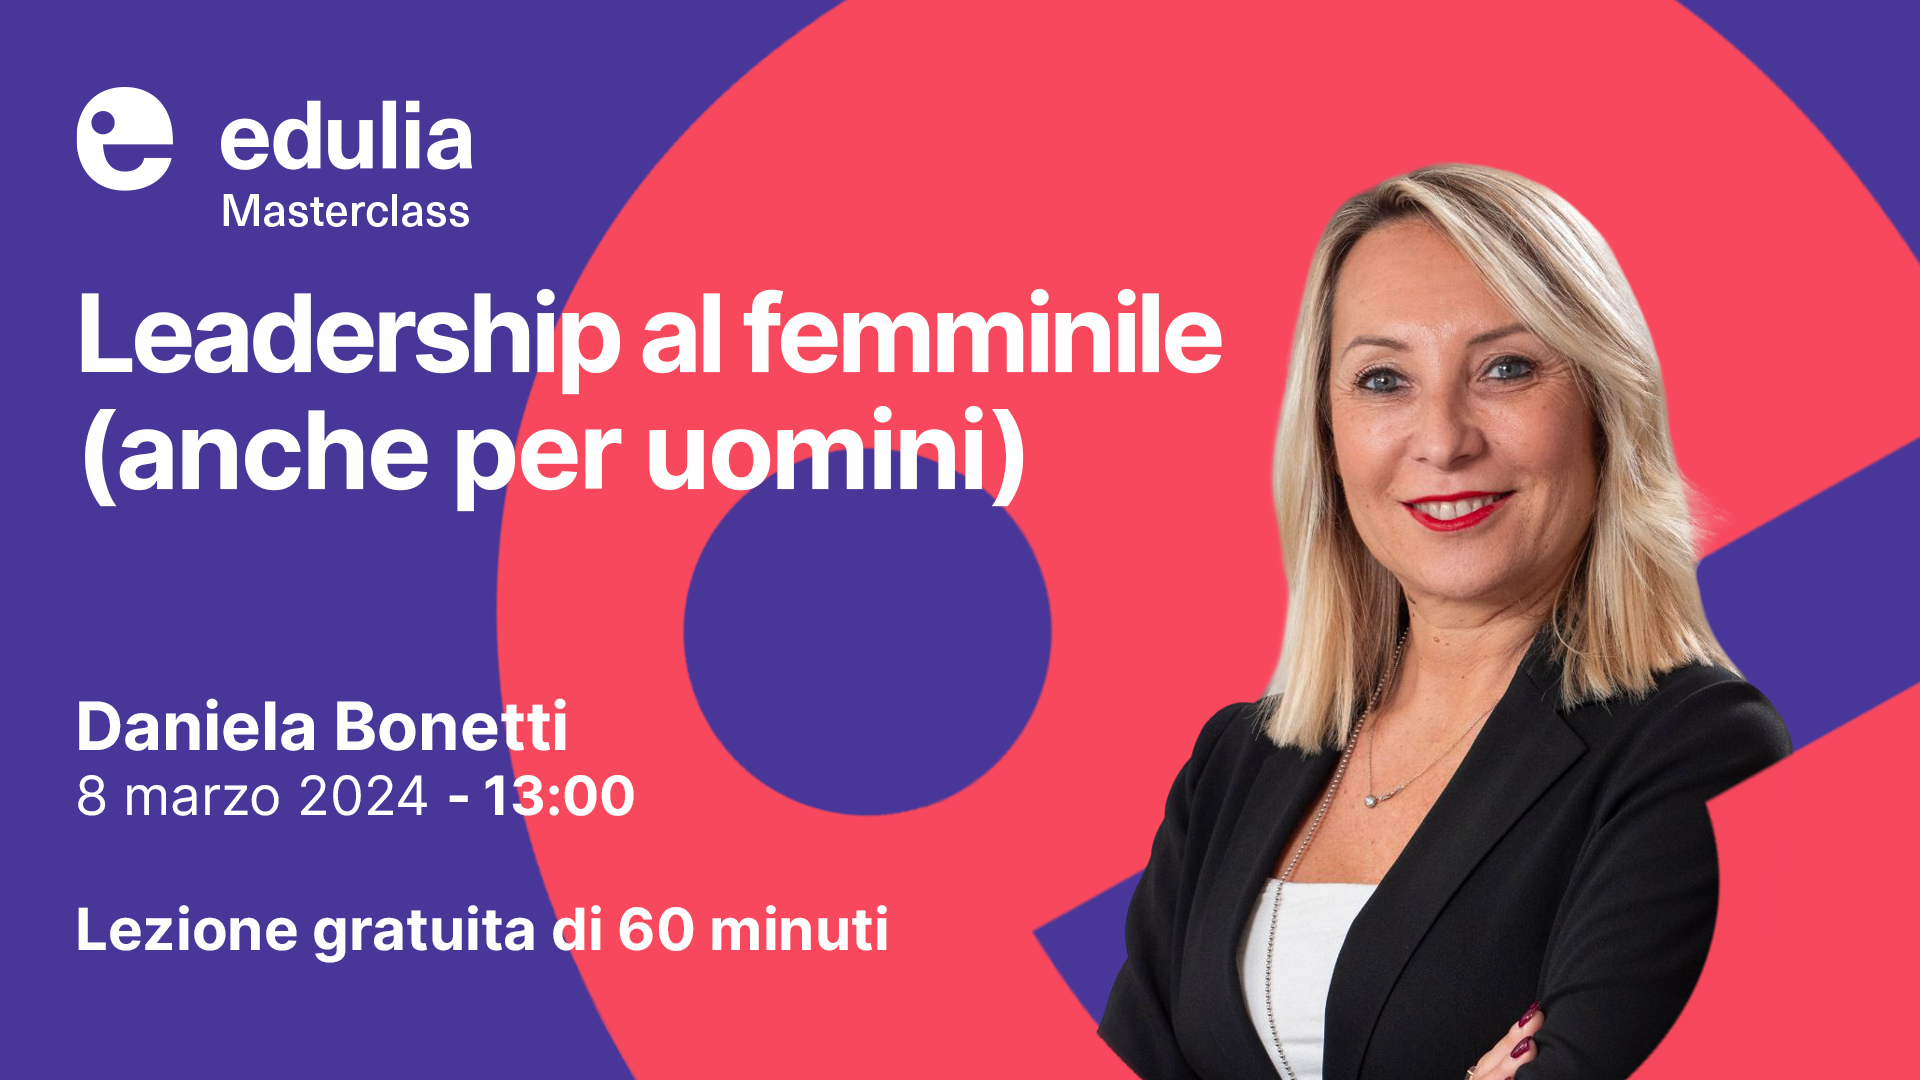 edulia
Masterclass
Leadership al femminile
(anche per uomini)
Daniela Bonetti
8 marzo 2024 - 13:00
Lezione gratuita di 60 minuti